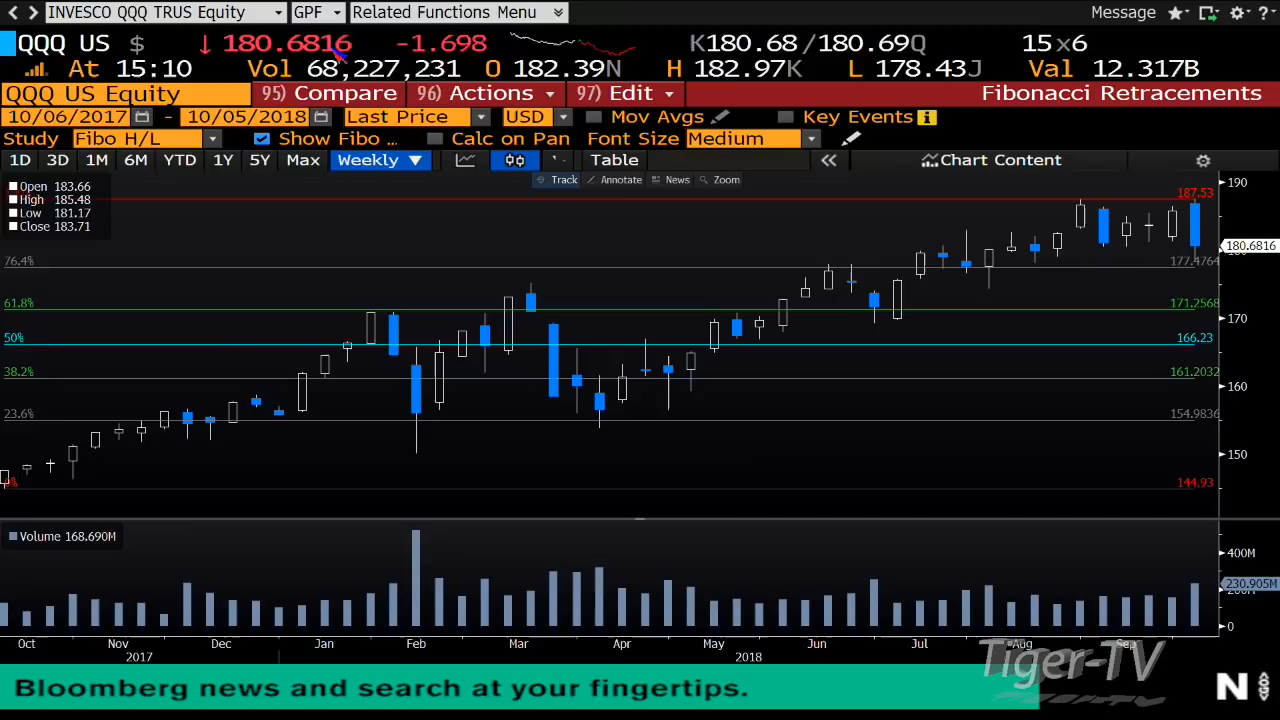 INVESCO QQQ TRUS Equity GPF Related Functions Menu Message ?
QQQ US $ ↓ 180.6816 -1.698 K180.68/180.69Q 15x6
At 15:10 Vol 68,227,231 O 182.39N H 182.97K L 178.43J Val 12.317B
QQQ US Equity 95) Compare 96) Actions 97) Edit Fibonacci Retracements
10/06/2017 - 10/05/2018 Last Price USD Mov Avgs Key Events
Study Fibo H/L Show Fibo ... Calc on Pan Font Size Medium
1D 3D 1M 6M YTD 1Y 5Y Max Weekly ▼ Table « Chart Content
Track Annotate News Zoom
Open 183.66
High 185.48
Low 181.17
Close 183.71
190
187.53
180.6816
76.4% 177.4764
61.8% 171.2568
170
50% 166.23
38.2% 161.2032
160
23.6% 154.9836
150
0% 144.93
Volume 168.690M
400M
230.905M
200M
0
Oct Nov Dec Jan Feb Mar Apr May Jun Jul Aug Sep
2017 2018
Tiger-TV
Bloomberg news and search at your fingertips.
N